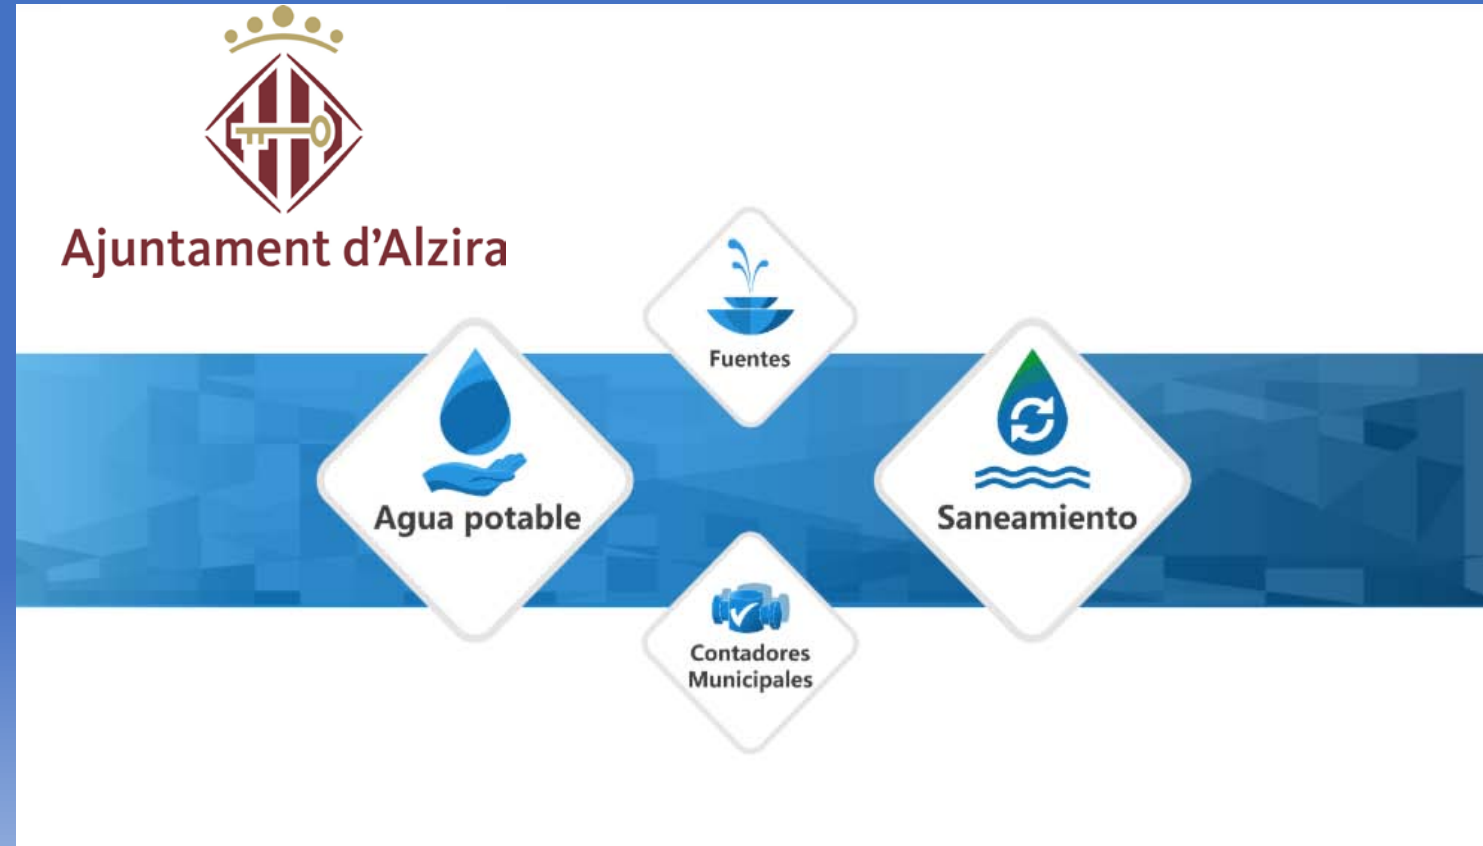 Ajuntament d'Alzira
Fuentes
Agua potable
Saneamiento
Contadores
Municipales